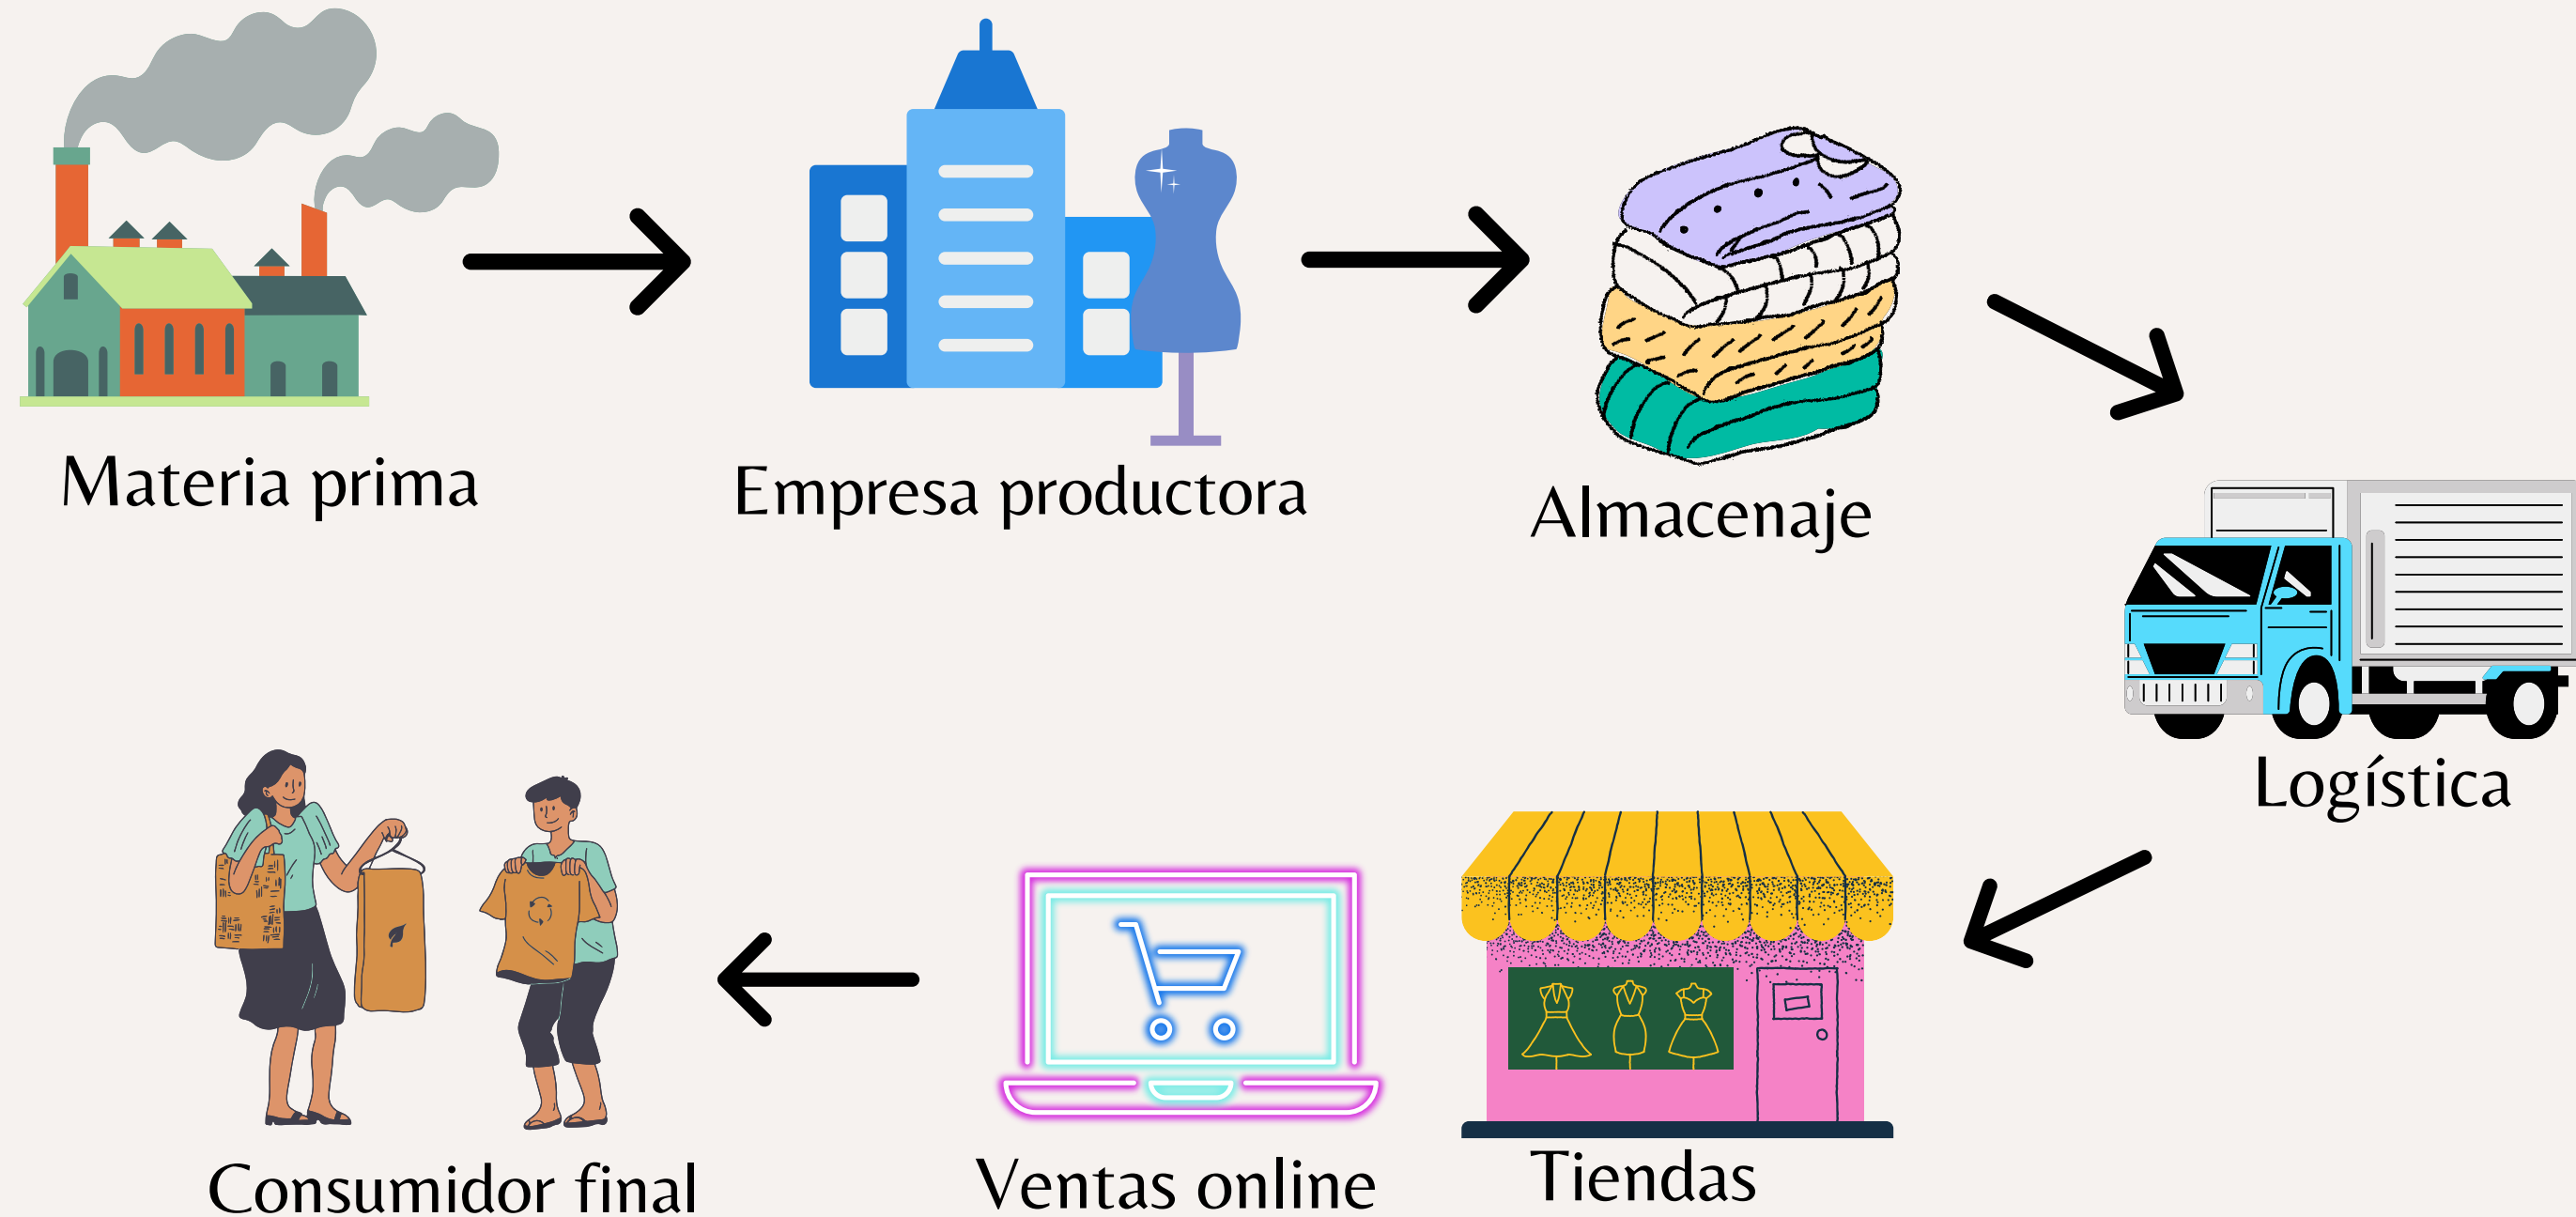 Materia prima
Empresa productora
Almacenaje
Logística
Tiendas
Ventas online
Consumidor final